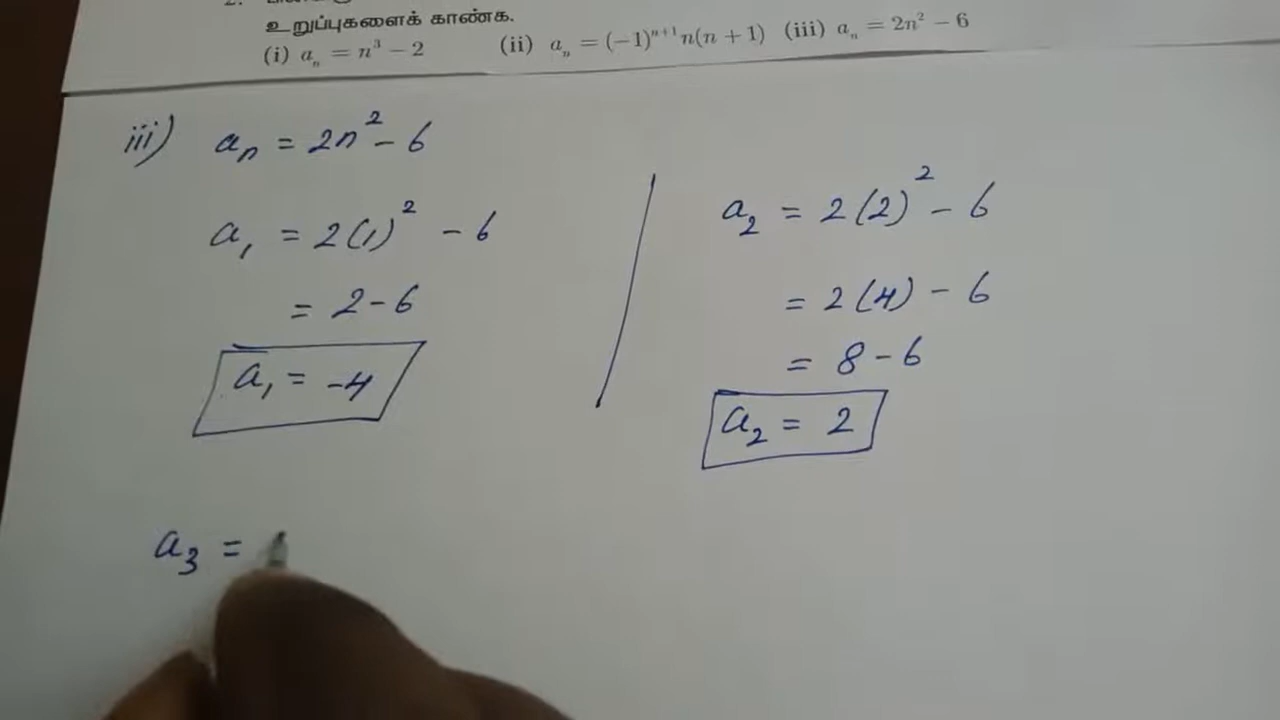 2.
உறுப்புகளைக் காண்க.
(i) aₙ = n³ − 2 (ii) aₙ = (−1)ⁿ⁺¹ n(n + 1) (iii) aₙ = 2n² − 6
iii) aₙ = 2n² − 6
a₁ = 2(1)² − 6
= 2 − 6
a₁ = −4
a₂ = 2(2)² − 6
= 2(4) − 6
= 8 − 6
a₂ = 2
a₃ =